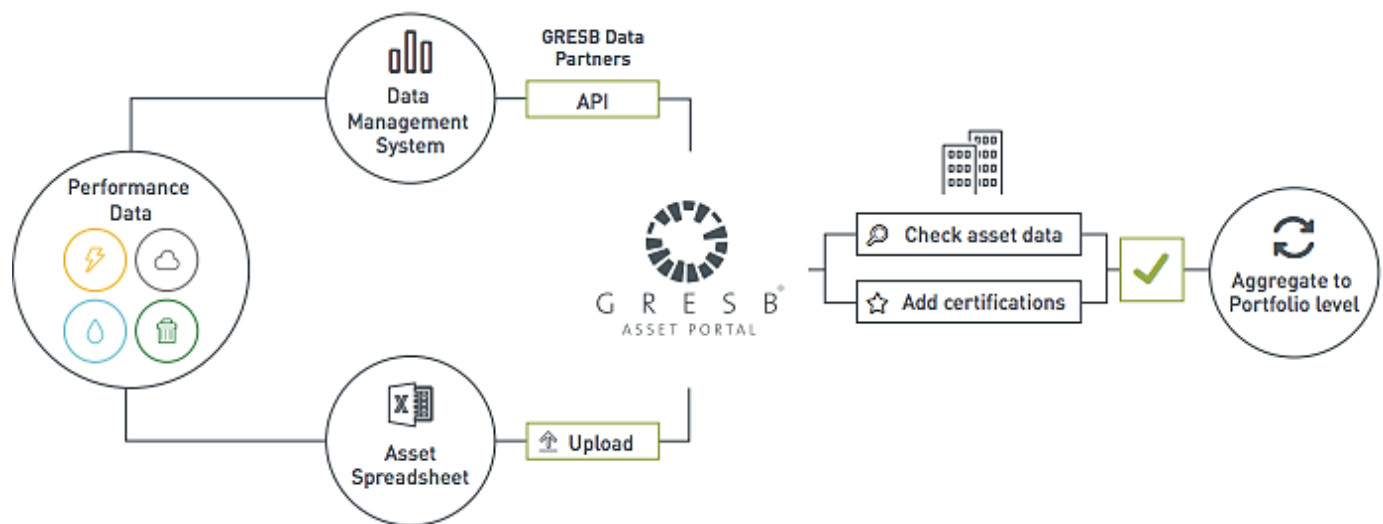 Performance
Data
Data
Management
System
GRESB Data
Partners
API
Asset
Spreadsheet
Upload
GRESB®
ASSET PORTAL
Check asset data
Add certifications
Aggregate to
Portfolio level